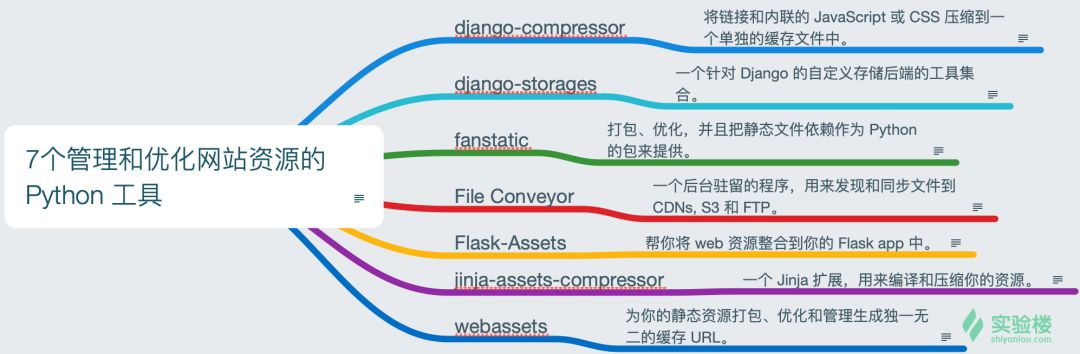 7个管理和优化网站资源的
Python 工具
django-compressor
将链接和内联的 JavaScript 或 CSS 压缩到一
个单独的缓存文件中。
django-storages
一个针对 Django 的自定义存储后端的工具集
合。
fanstatic
打包、优化，并且把静态文件依赖作为 Python
的包来提供。
File Conveyor
一个后台驻留的程序，用来发现和同步文件到
CDNs, S3 和 FTP。
Flask-Assets
帮你将 web 资源整合到你的 Flask app 中。
jinja-assets-compressor
一个 Jinja 扩展，用来编译和压缩你的资源。
webassets
为你的静态资源打包、优化和管理生成独一无
二的缓存 URL。
实验楼
shiyanlou.com